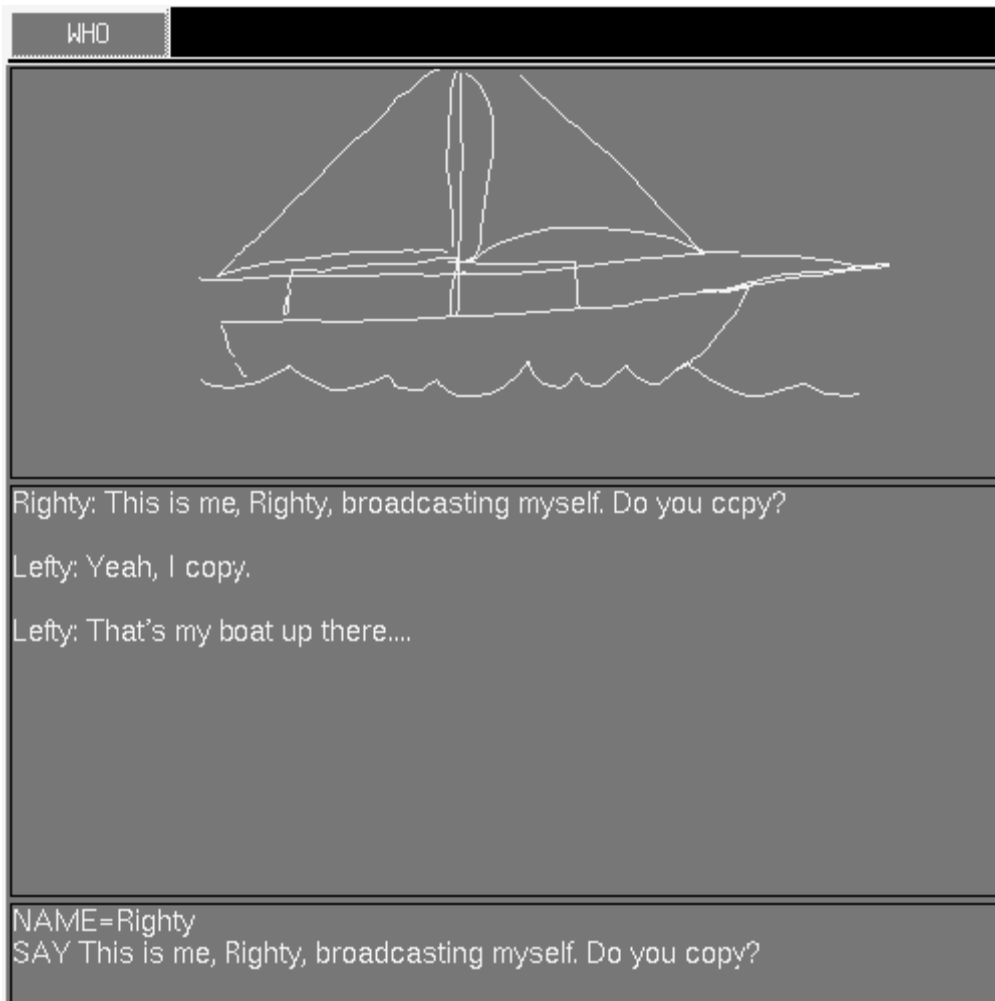 WHO
Righty: This is me, Righty, broadcasting myself. Do you copy?
Lefty: Yeah, I copy.
Lefty: That's my boat up there....
NAME=Righty
SAY This is me, Righty, broadcasting myself. Do you copy?